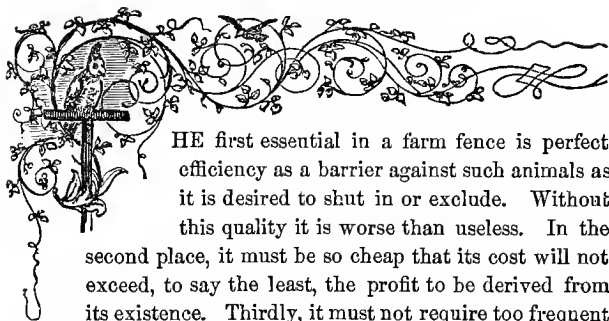 THE first essential in a farm fence is perfect
efficiency as a barrier against such animals as
it is desired to shut in or exclude. Without
this quality it is worse than useless. In the
second place, it must be so cheap that its cost will not
exceed, to say the least, the profit to be derived from
its existence. Thirdly, it must not require too frequent